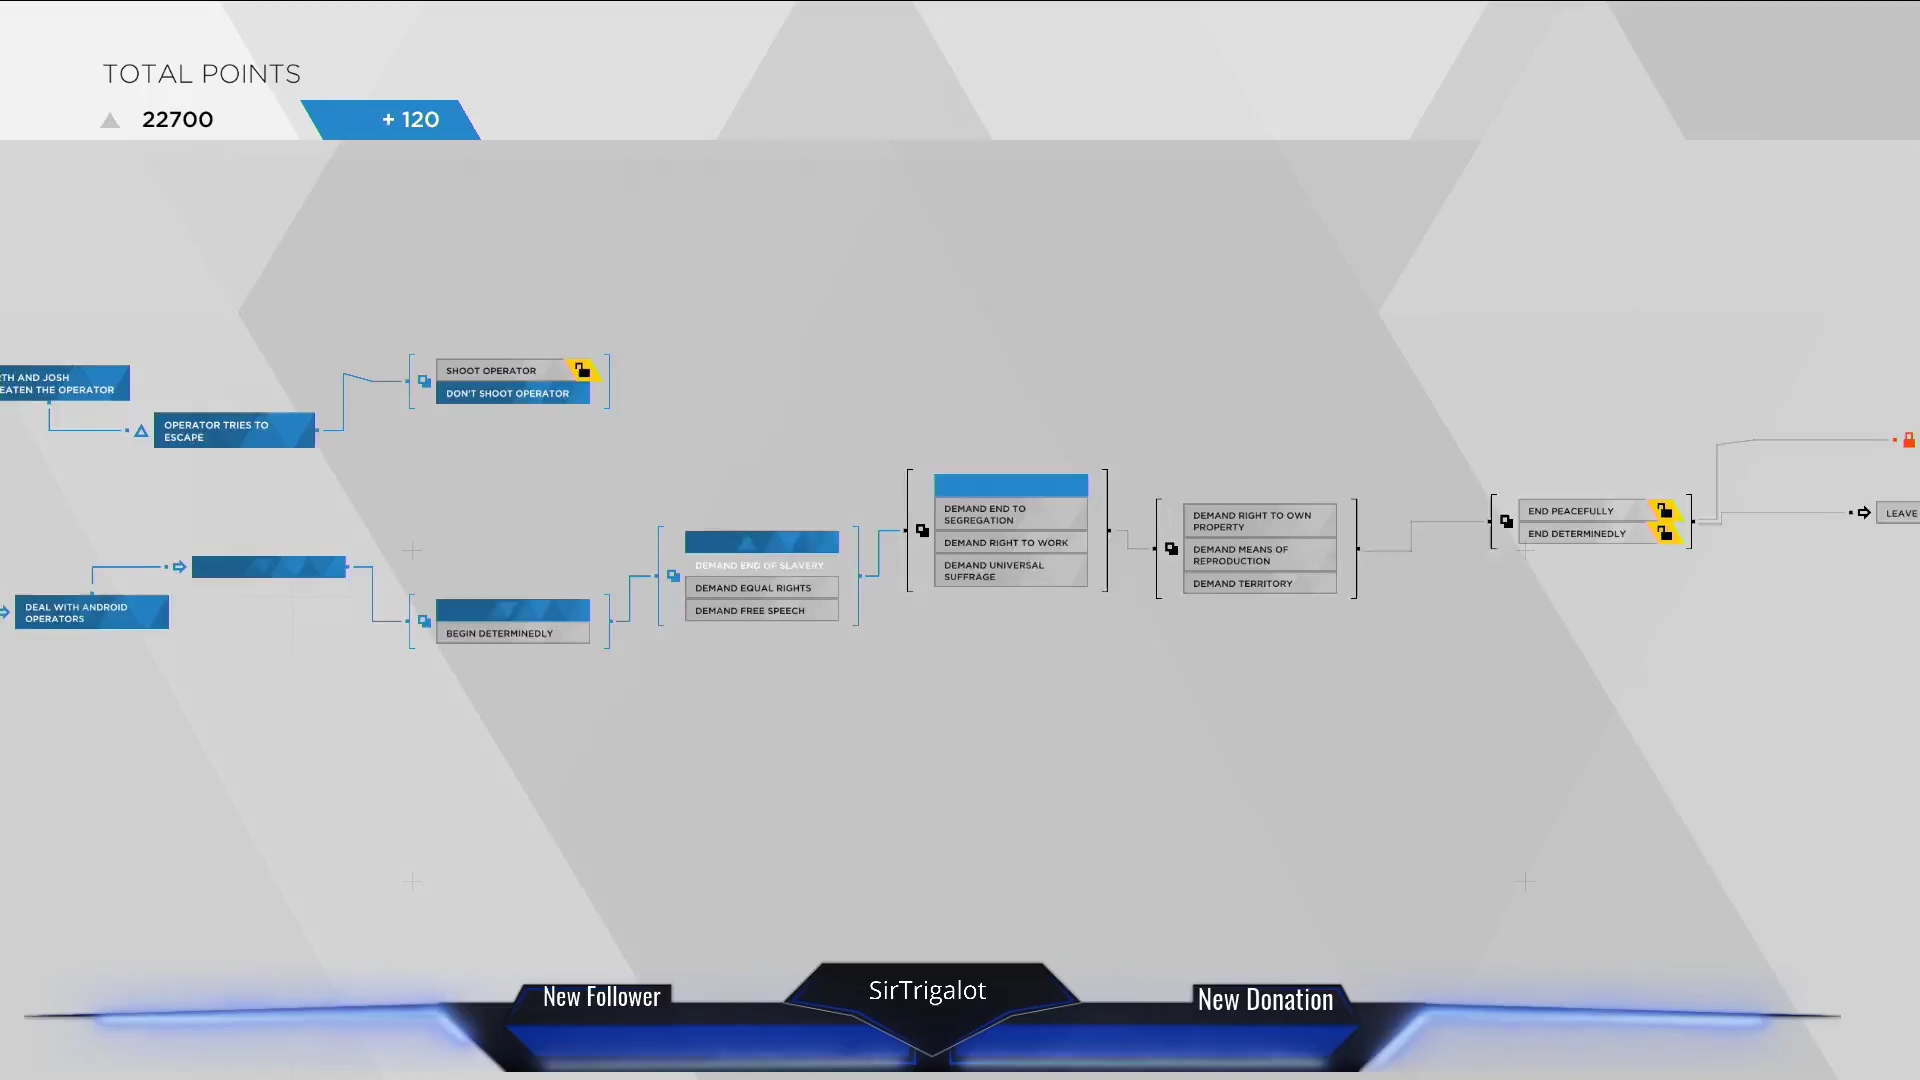 TOTAL POINTS
22700
+ 120
RTH AND JOSH
EATEN THE OPERATOR
OPERATOR TRIES TO
ESCAPE
SHOOT OPERATOR
DON'T SHOOT OPERATOR
DEAL WITH ANDROID
OPERATORS
BEGIN DETERMINEDLY
DEMAND END OF SLAVERY
DEMAND EQUAL RIGHTS
DEMAND FREE SPEECH
DEMAND END TO
SEGREGATION
DEMAND RIGHT TO WORK
DEMAND UNIVERSAL
SUFFRAGE
DEMAND RIGHT TO OWN
PROPERTY
DEMAND MEANS OF
REPRODUCTION
DEMAND TERRITORY
END PEACEFULLY
END DETERMINEDLY
LEAVE
New Follower
SirTrigalot
New Donation